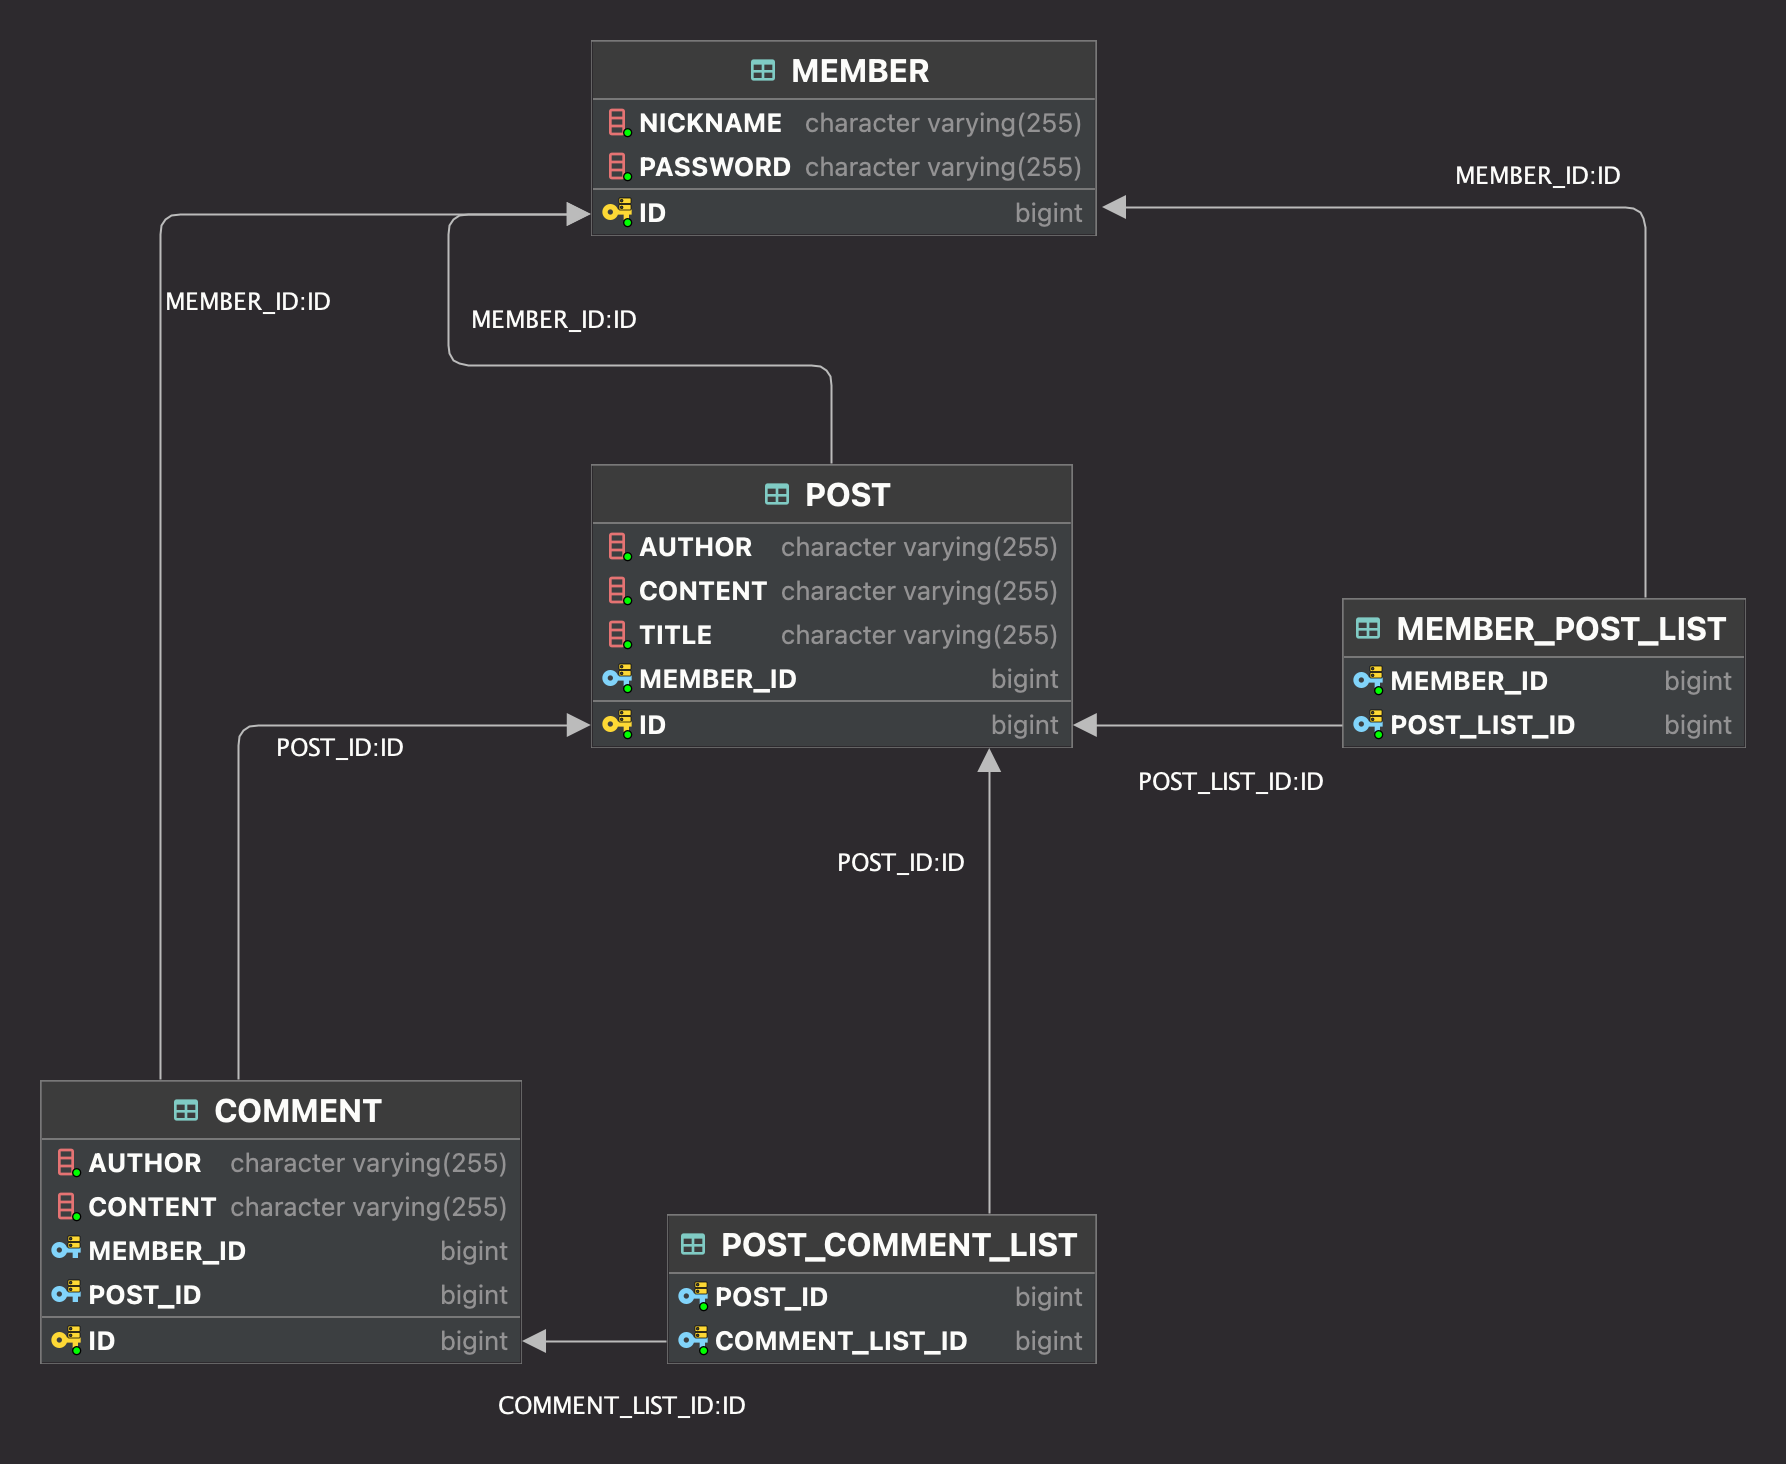 MEMBER
NICKNAME character varying(255)
PASSWORD character varying(255)
ID bigint
MEMBER_ID:ID
MEMBER_ID:ID
MEMBER_ID:ID
POST
AUTHOR character varying(255)
CONTENT character varying(255)
TITLE character varying(255)
MEMBER_ID bigint
ID bigint
MEMBER_POST_LIST
MEMBER_ID bigint
POST_LIST_ID bigint
POST_ID:ID
POST_LIST_ID:ID
POST_ID:ID
COMMENT
AUTHOR character varying(255)
CONTENT character varying(255)
MEMBER_ID bigint
POST_ID bigint
ID bigint
POST_COMMENT_LIST
POST_ID bigint
COMMENT_LIST_ID bigint
COMMENT_LIST_ID:ID